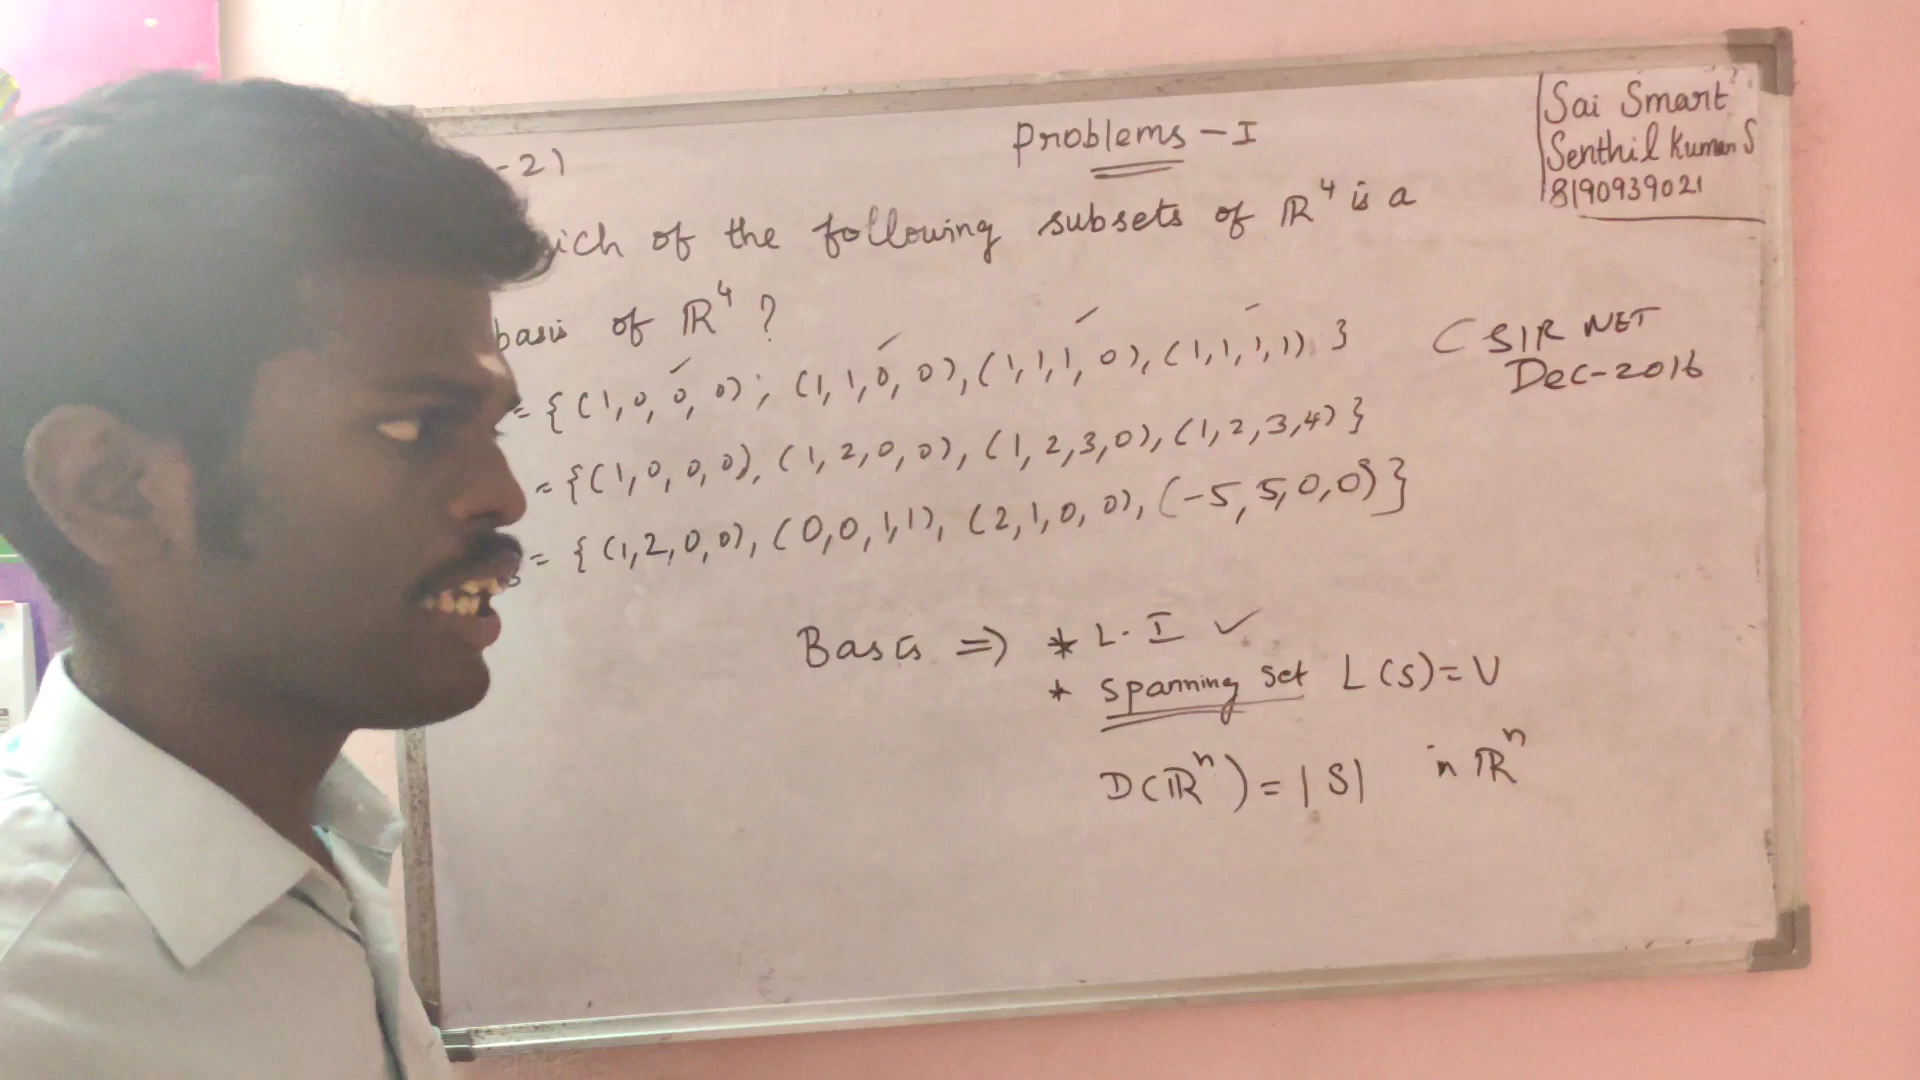 Problems - I
Sai Smart
Senthil Kumar S
8190939021
-2)
ich of the following subsets of ℝ⁴ is a
basis of ℝ⁴ ?
= {(1,0,0,0); (1,1,0,0), (1,1,1,0), (1,1,1,1)}
(CSIR NET
Dec-2016
= {(1,0,0,0), (1,2,0,0), (1,2,3,0), (1,2,3,4)}
3 = {(1,2,0,0), (0,0,1,1), (2,1,0,0), (-5,5,0,0)}
Basis ⇒ * L.I ✓
* Spanning set L(S)=V
D(ℝⁿ) = |S| in ℝⁿ